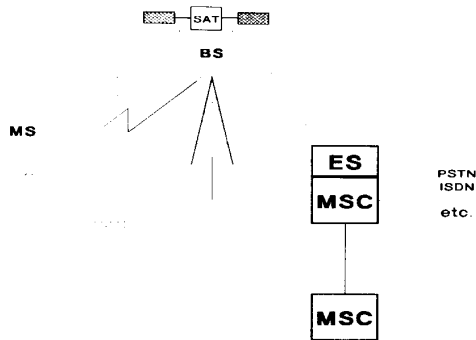 SAT
BS
MS
ES
MSC
PSTN
ISDN
etc.
MSC